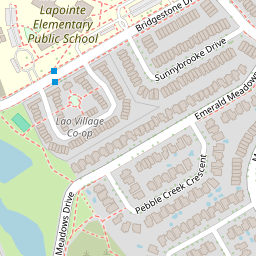 Lapointe
Elementary
Public School
Bridgestone D
Sunnybrooke Drive
Lao Village
Co-op
Emerald Meadows
Pebble Creek Crescent
Meadows Drive
M